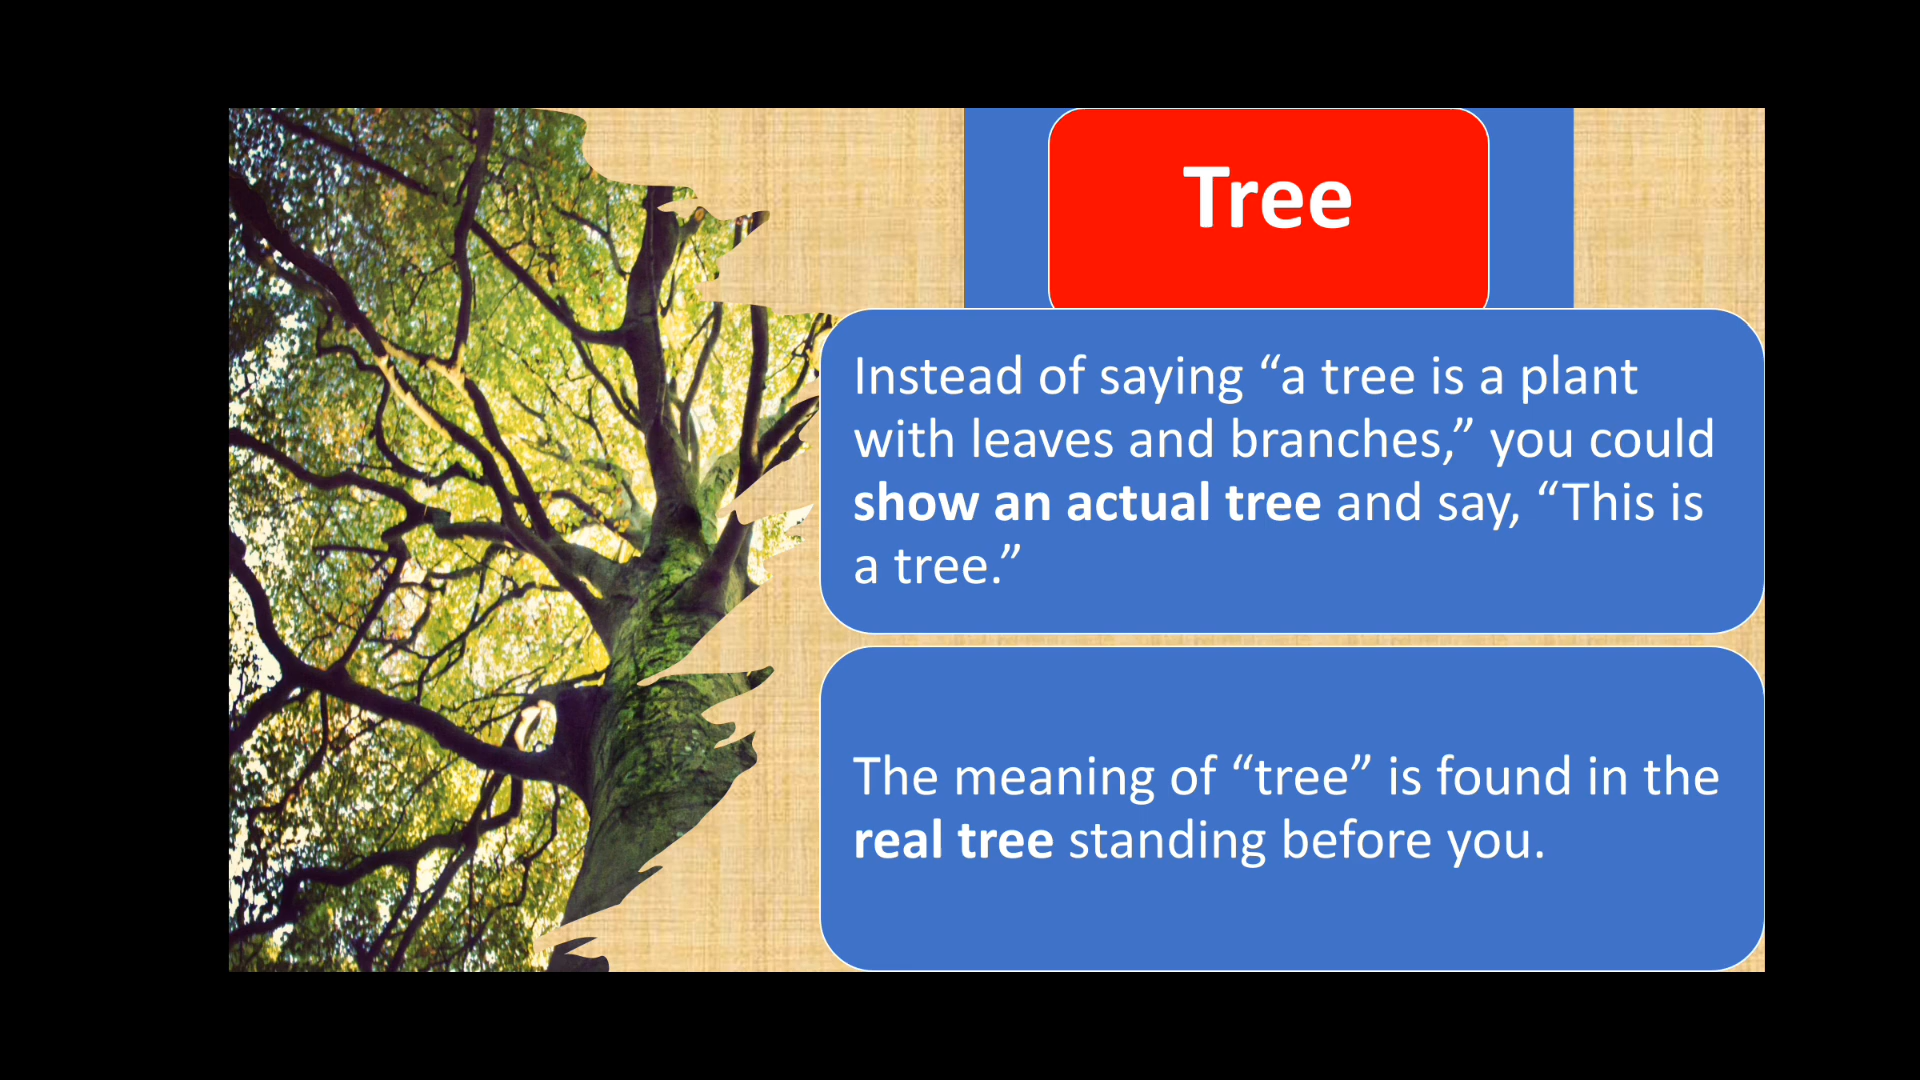 Tree
Instead of saying “a tree is a plant
with leaves and branches,” you could
show an actual tree and say, “This is
a tree.”
The meaning of “tree” is found in the
real tree standing before you.